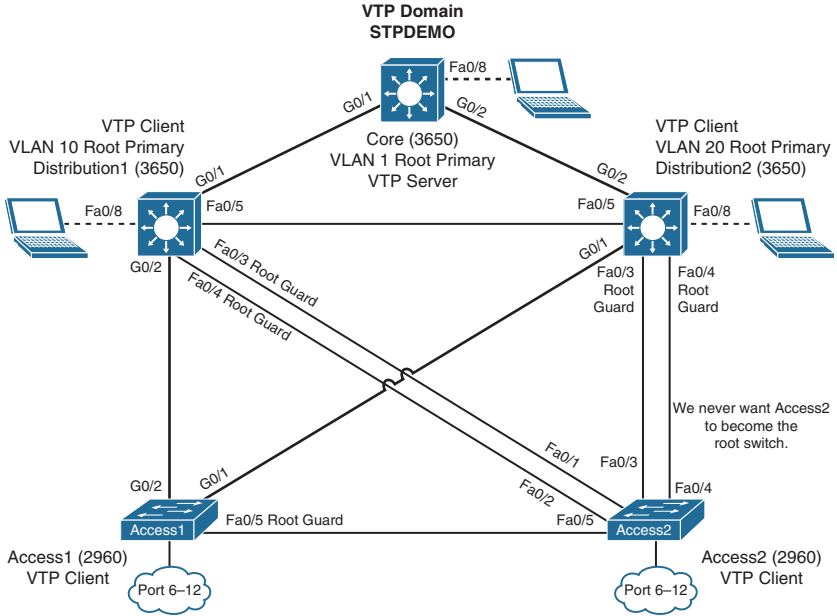 VTP Domain
STPDEMO
Fa0/8
G0/1
G0/2
Core (3650)
VLAN 1 Root Primary
VTP Server
VTP Client
VLAN 10 Root Primary
Distribution1 (3650)
VTP Client
VLAN 20 Root Primary
Distribution2 (3650)
G0/1
G0/2
Fa0/8
Fa0/5
Fa0/5
Fa0/8
G0/2
Fa0/3 Root Guard
Fa0/4 Root Guard
G0/1
Fa0/3
Root
Guard
Fa0/4
Root
Guard
We never want Access2
to become the
root switch.
G0/2
G0/1
Fa0/1
Fa0/2
Fa0/3
Fa0/4
Access1
Fa0/5 Root Guard
Fa0/5
Access2
Access1 (2960)
VTP Client
Port 6–12
Port 6–12
Access2 (2960)
VTP Client